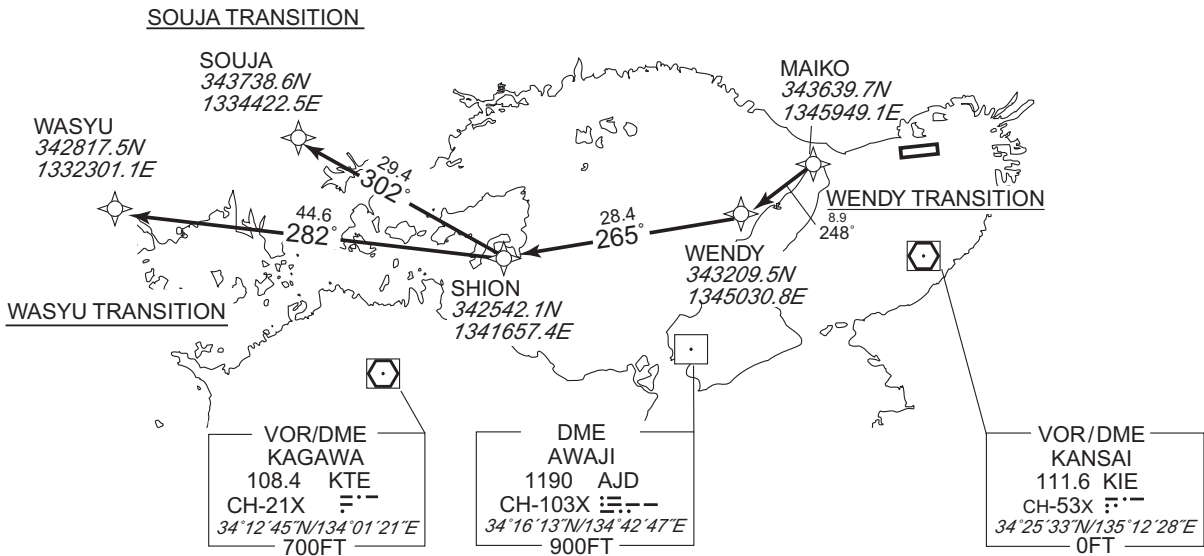 SOUJA TRANSITION
SOUJA
343738.6N
1334422.5E
MAIKO
343639.7N
1345949.1E
WASYU
342817.5N
1332301.1E
29.4
302°
WENDY TRANSITION
44.6
282°
28.4
265°
8.9
248°
WENDY
343209.5N
1345030.8E
SHION
342542.1N
1341657.4E
WASYU TRANSITION
VOR/DME
KAGAWA
108.4 KTE
CH-21X
34°12´45˝N/134°01´21˝E
700FT
DME
AWAJI
1190 AJD
CH-103X
34°16´13˝N/134°42´47˝E
900FT
VOR/DME
KANSAI
111.6 KIE
CH-53X
34°25´33˝N/135°12´28˝E
0FT